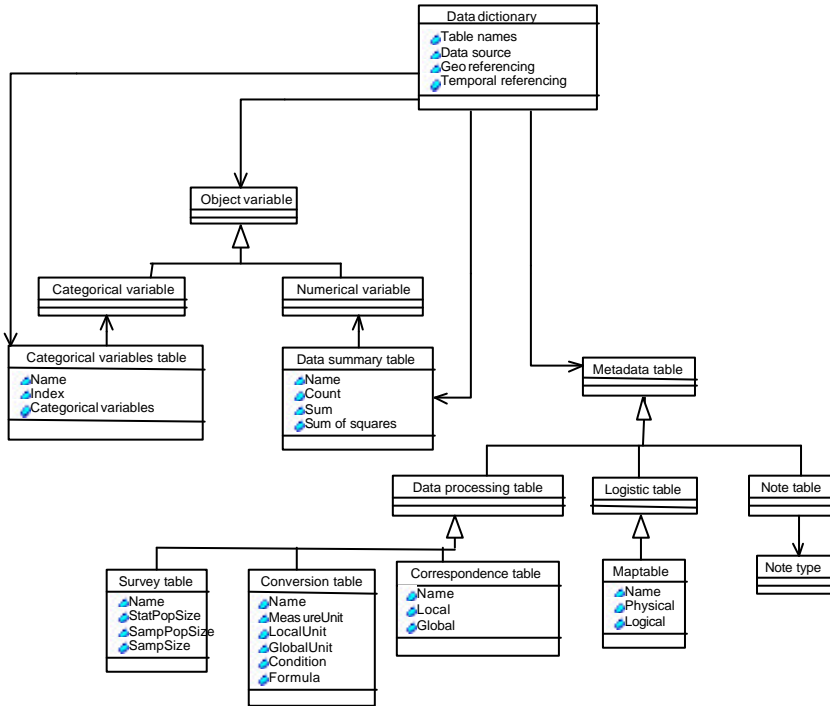 Data dictionary
Table names
Data source
Geo referencing
Temporal referencing
Object variable
Categorical variable
Numerical variable
Categorical variables table
Name
Index
Categorical variables
Data summary table
Name
Count
Sum
Sum of squares
Metadata table
Data processing table
Logistic table
Note table
Survey table
Name
StatPopSize
SampPopSize
SampSize
Conversion table
Name
MeasureUnit
LocalUnit
GlobalUnit
Condition
Formula
Correspondence table
Name
Local
Global
Maptable
Name
Physical
Logical
Note type